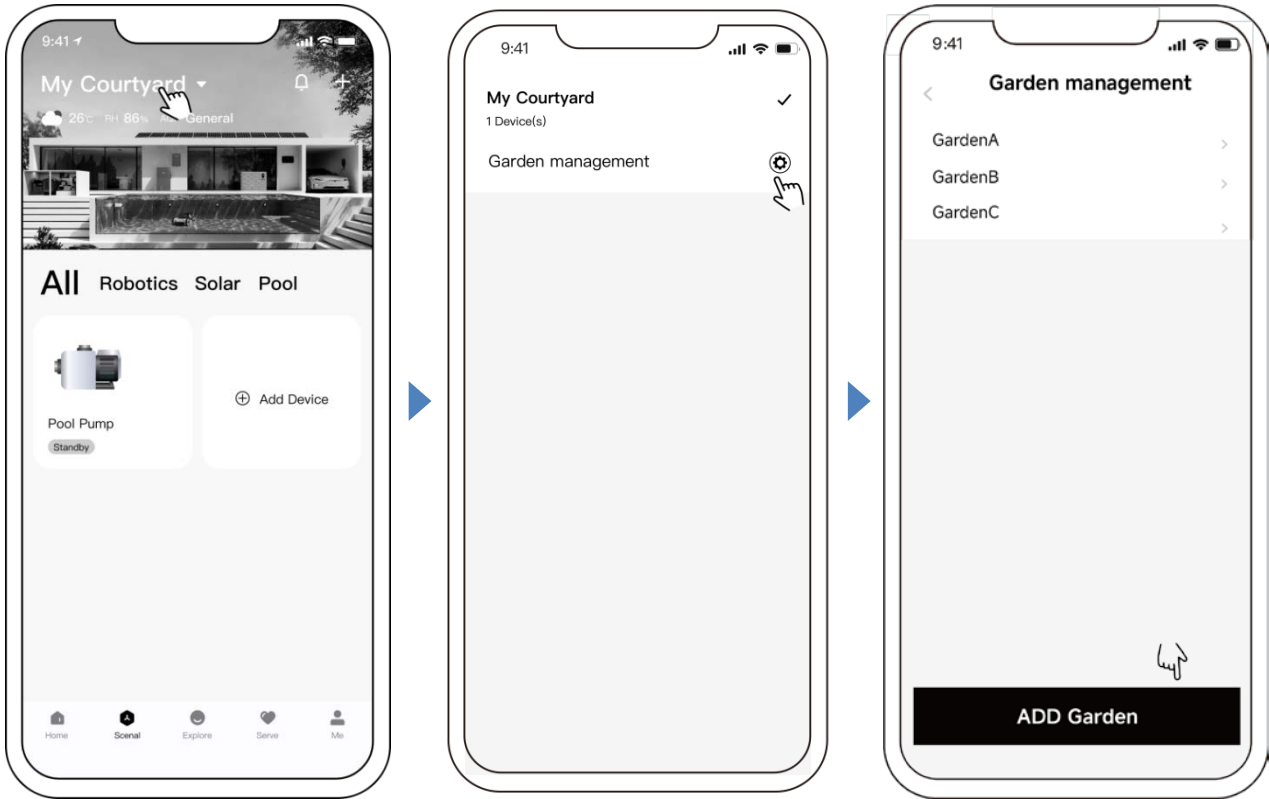 9:41
My Courtyard
26°C RH 86% AQI General
All Robotics Solar Pool
Pool Pump
Standby
Add Device
Home Scenal Explore Serve Me
9:41
My Courtyard
1 Device(s)
Garden management
9:41
Garden management
GardenA
GardenB
GardenC
ADD Garden